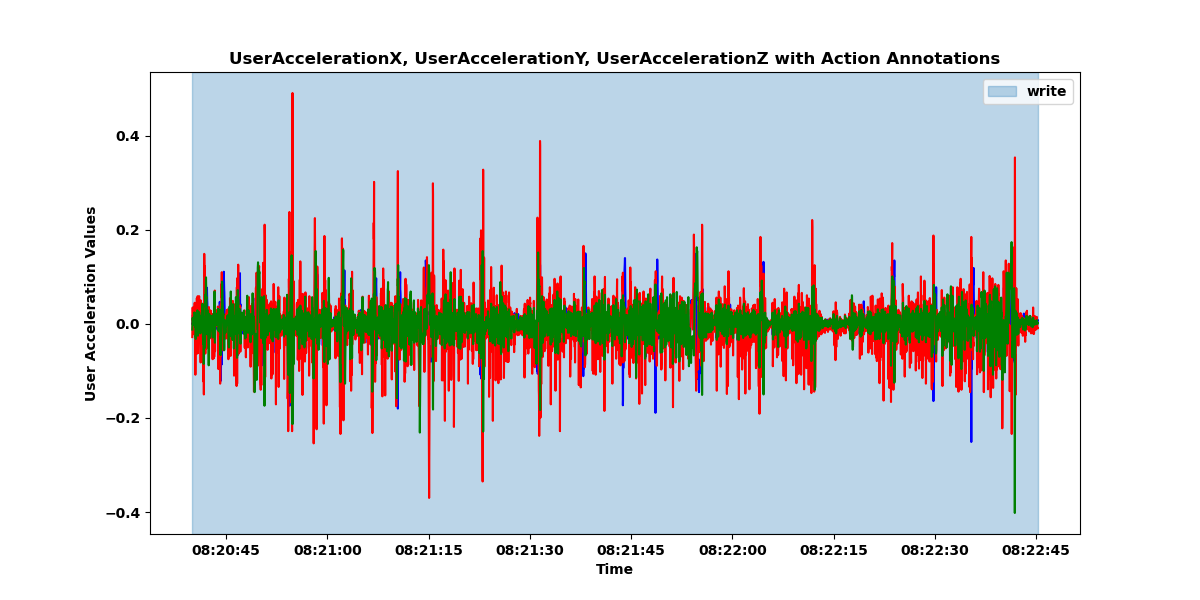 UserAccelerationX, UserAccelerationY, UserAccelerationZ with Action Annotations
write
User Acceleration Values
0.4
0.2
0.0
−0.2
−0.4
08:20:45 08:21:00 08:21:15 08:21:30 08:21:45 08:22:00 08:22:15 08:22:30 08:22:45
Time